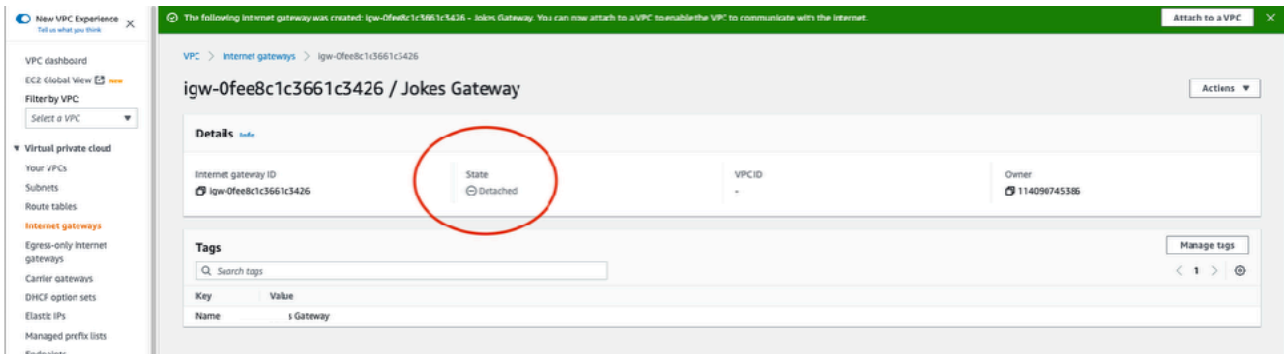 New VPC Experience
Tell us what you think
The following internet gateway was created: igw-0fee8c1c3661c3426 - Jokes Gateway. You can now attach to a VPC to enable the VPC to communicate with the internet.
Attach to a VPC
VPC dashboard
EC2 Global View New
Filter by VPC
Select a VPC
Virtual private cloud
Your VPCs
Subnets
Route tables
Internet gateways
Egress-only Internet
gateways
Carrier gateways
DHCP option sets
Elastic IPs
Managed prefix lists
VPC > Internet gateways > igw-0fee8c1c3661c3426
igw-0fee8c1c3661c3426 / Jokes Gateway
Actions
Details Info
Internet gateway ID
igw-0fee8c1c3661c3426
State
Detached
VPC ID
-
Owner
114090745386
Tags
Manage tags
Search tags
1
Key Value
Name s Gateway